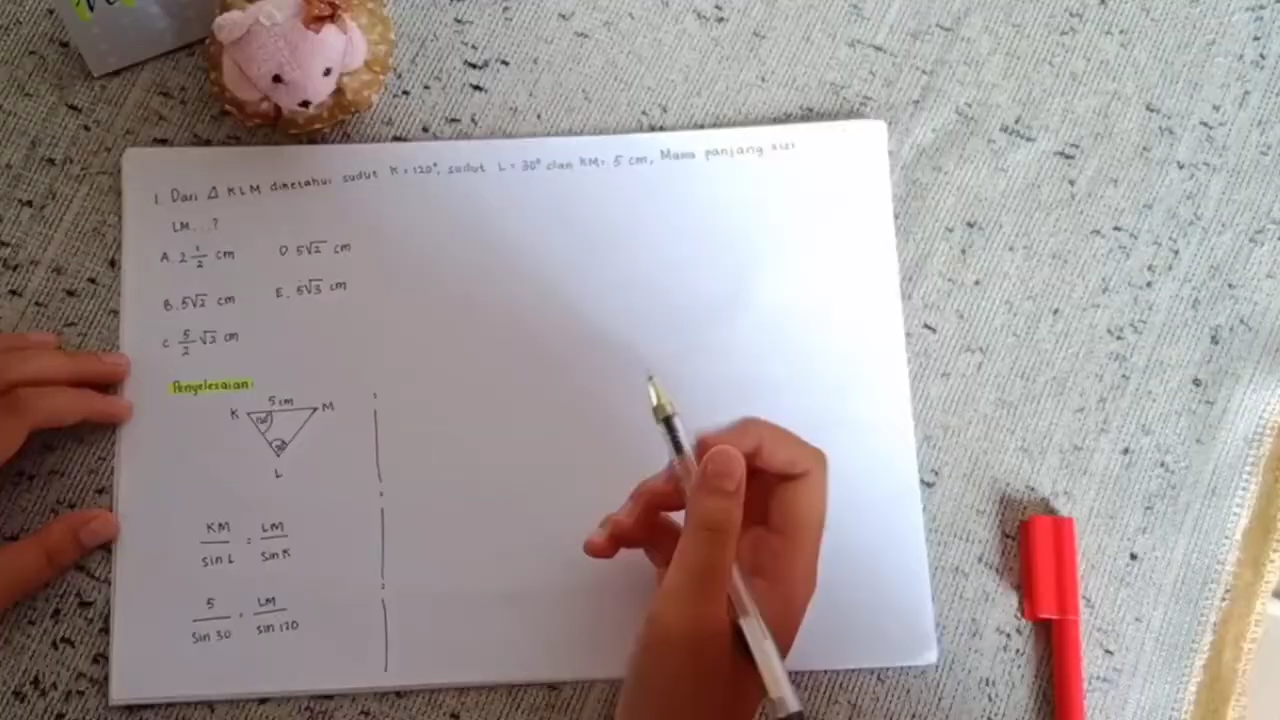 1. Dari Δ KLM diketahui sudut K = 120°, sudut L = 30° dan KM = 5 cm, Maka panjang sisi
LM...?
A. 2 1/2 cm
D 5√2 cm
B. 5√2 cm
E. 5√3 cm
C 5/2 √2 cm
Penyelesaian:
5 cm
K
M
120°
30°
L
KM/sin L = LM/sin K
5/sin 30 = LM/sin 120